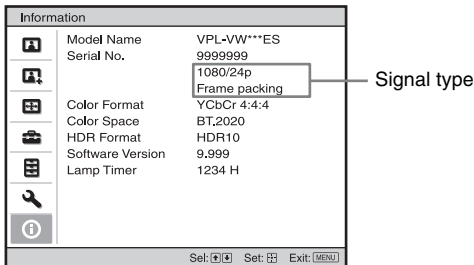 Information
Model Name VPL-VW***ES
Serial No. 9999999
1080/24p
Frame packing
Signal type
Color Format YCbCr 4:4:4
Color Space BT.2020
HDR Format HDR10
Software Version 9.999
Lamp Timer 1234 H
Sel: Set: Exit: MENU